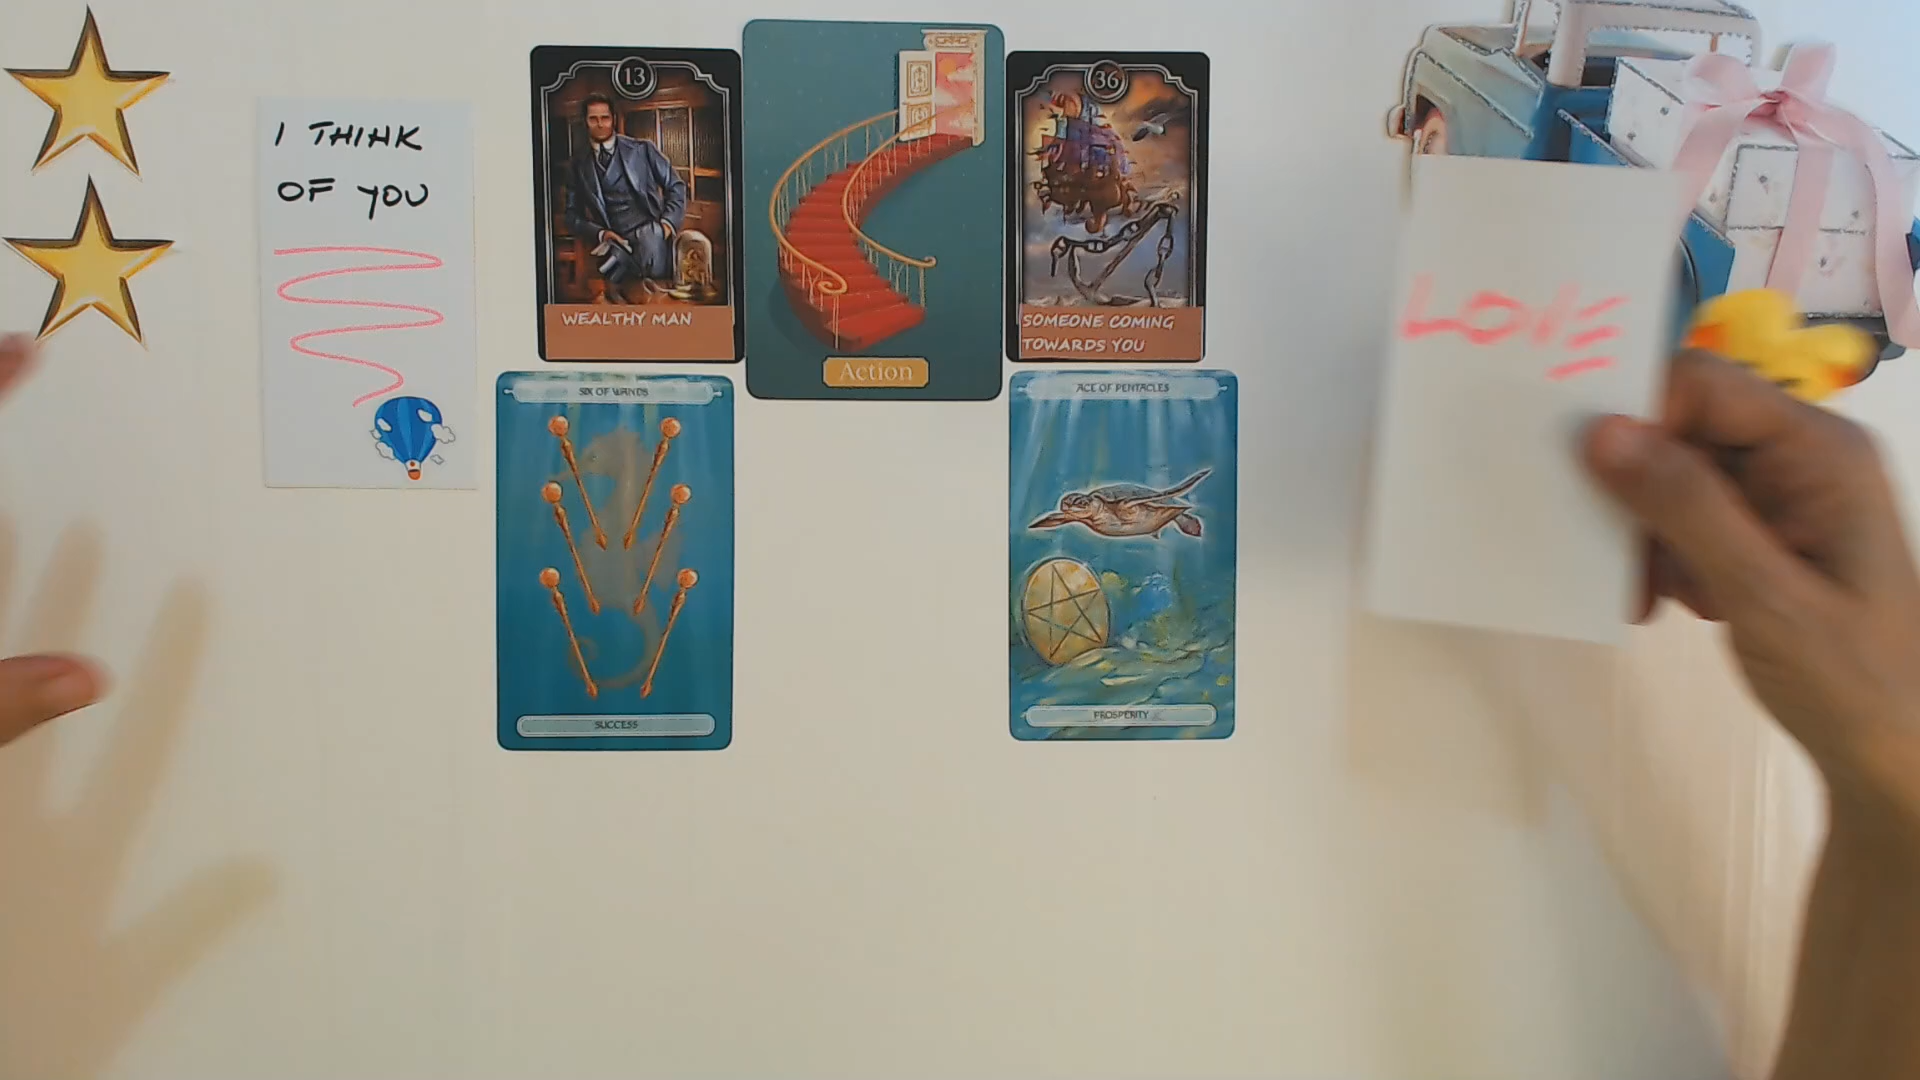 I THINK
OF YOU
13
WEALTHY MAN
Action
36
SOMEONE COMING
TOWARDS YOU
LOVE
SIX OF WANDS
SUCCESS
ACE OF PENTACLES
PROSPERITY